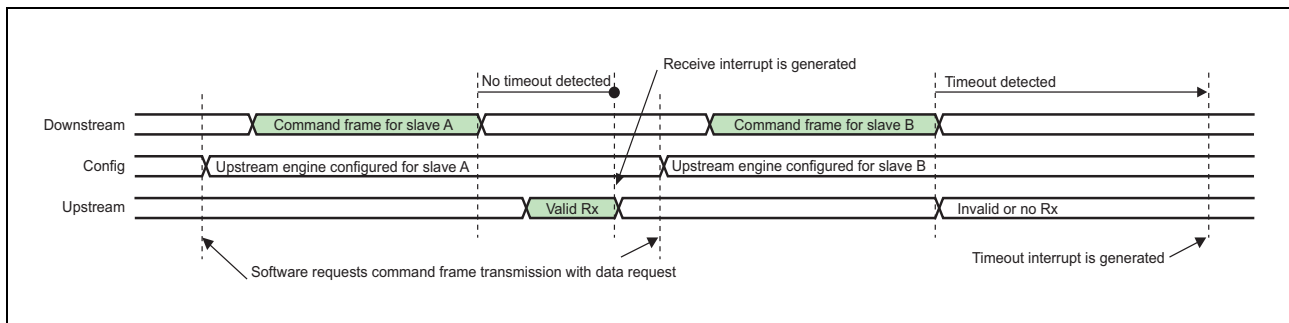 Receive interrupt is generated
No timeout detected
Timeout detected
Downstream
Command frame for slave A
Command frame for slave B
Config
Upstream engine configured for slave A
Upstream engine configured for slave B
Upstream
Valid Rx
Invalid or no Rx
Software requests command frame transmission with data request
Timeout interrupt is generated